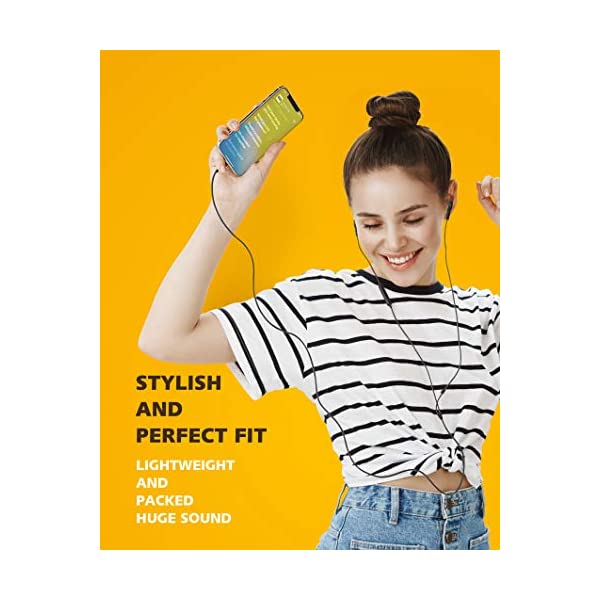 STYLISH
AND
PERFECT FIT
LIGHTWEIGHT
AND
PACKED
HUGE SOUND